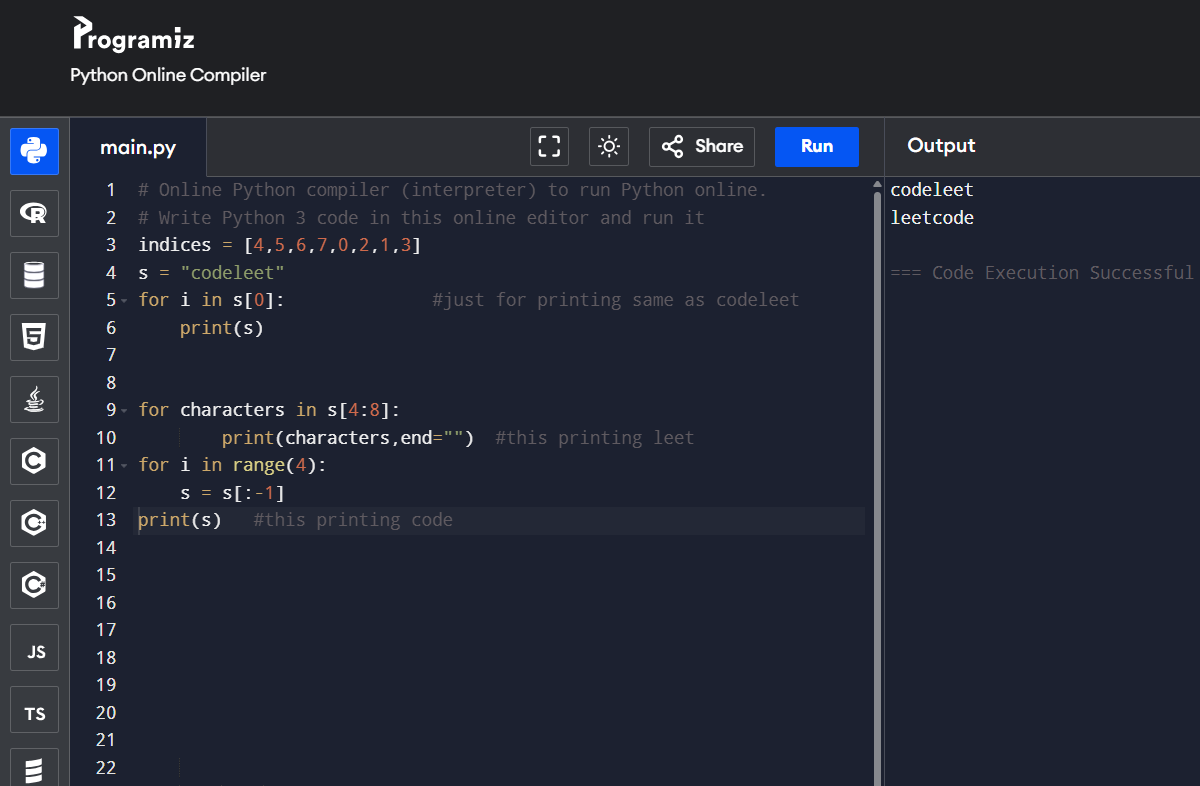 Programiz
Python Online Compiler
main.py
Share
Run
Output
1 # Online Python compiler (interpreter) to run Python online.
2 # Write Python 3 code in this online editor and run it
3 indices = [4,5,6,7,0,2,1,3]
4 s = "codeleet"
5 for i in s[0]:              #just for printing same as codeleet
6     print(s)
7
8
9 for characters in s[4:8]:
10         print(characters,end="")  #this printing leet
11 for i in range(4):
12     s = s[:-1]
13 print(s)   #this printing code
14
15
16
17
18
19
20
21
22
codeleet
leetcode
=== Code Execution Successful
R
5
C
C++
C#
JS
TS